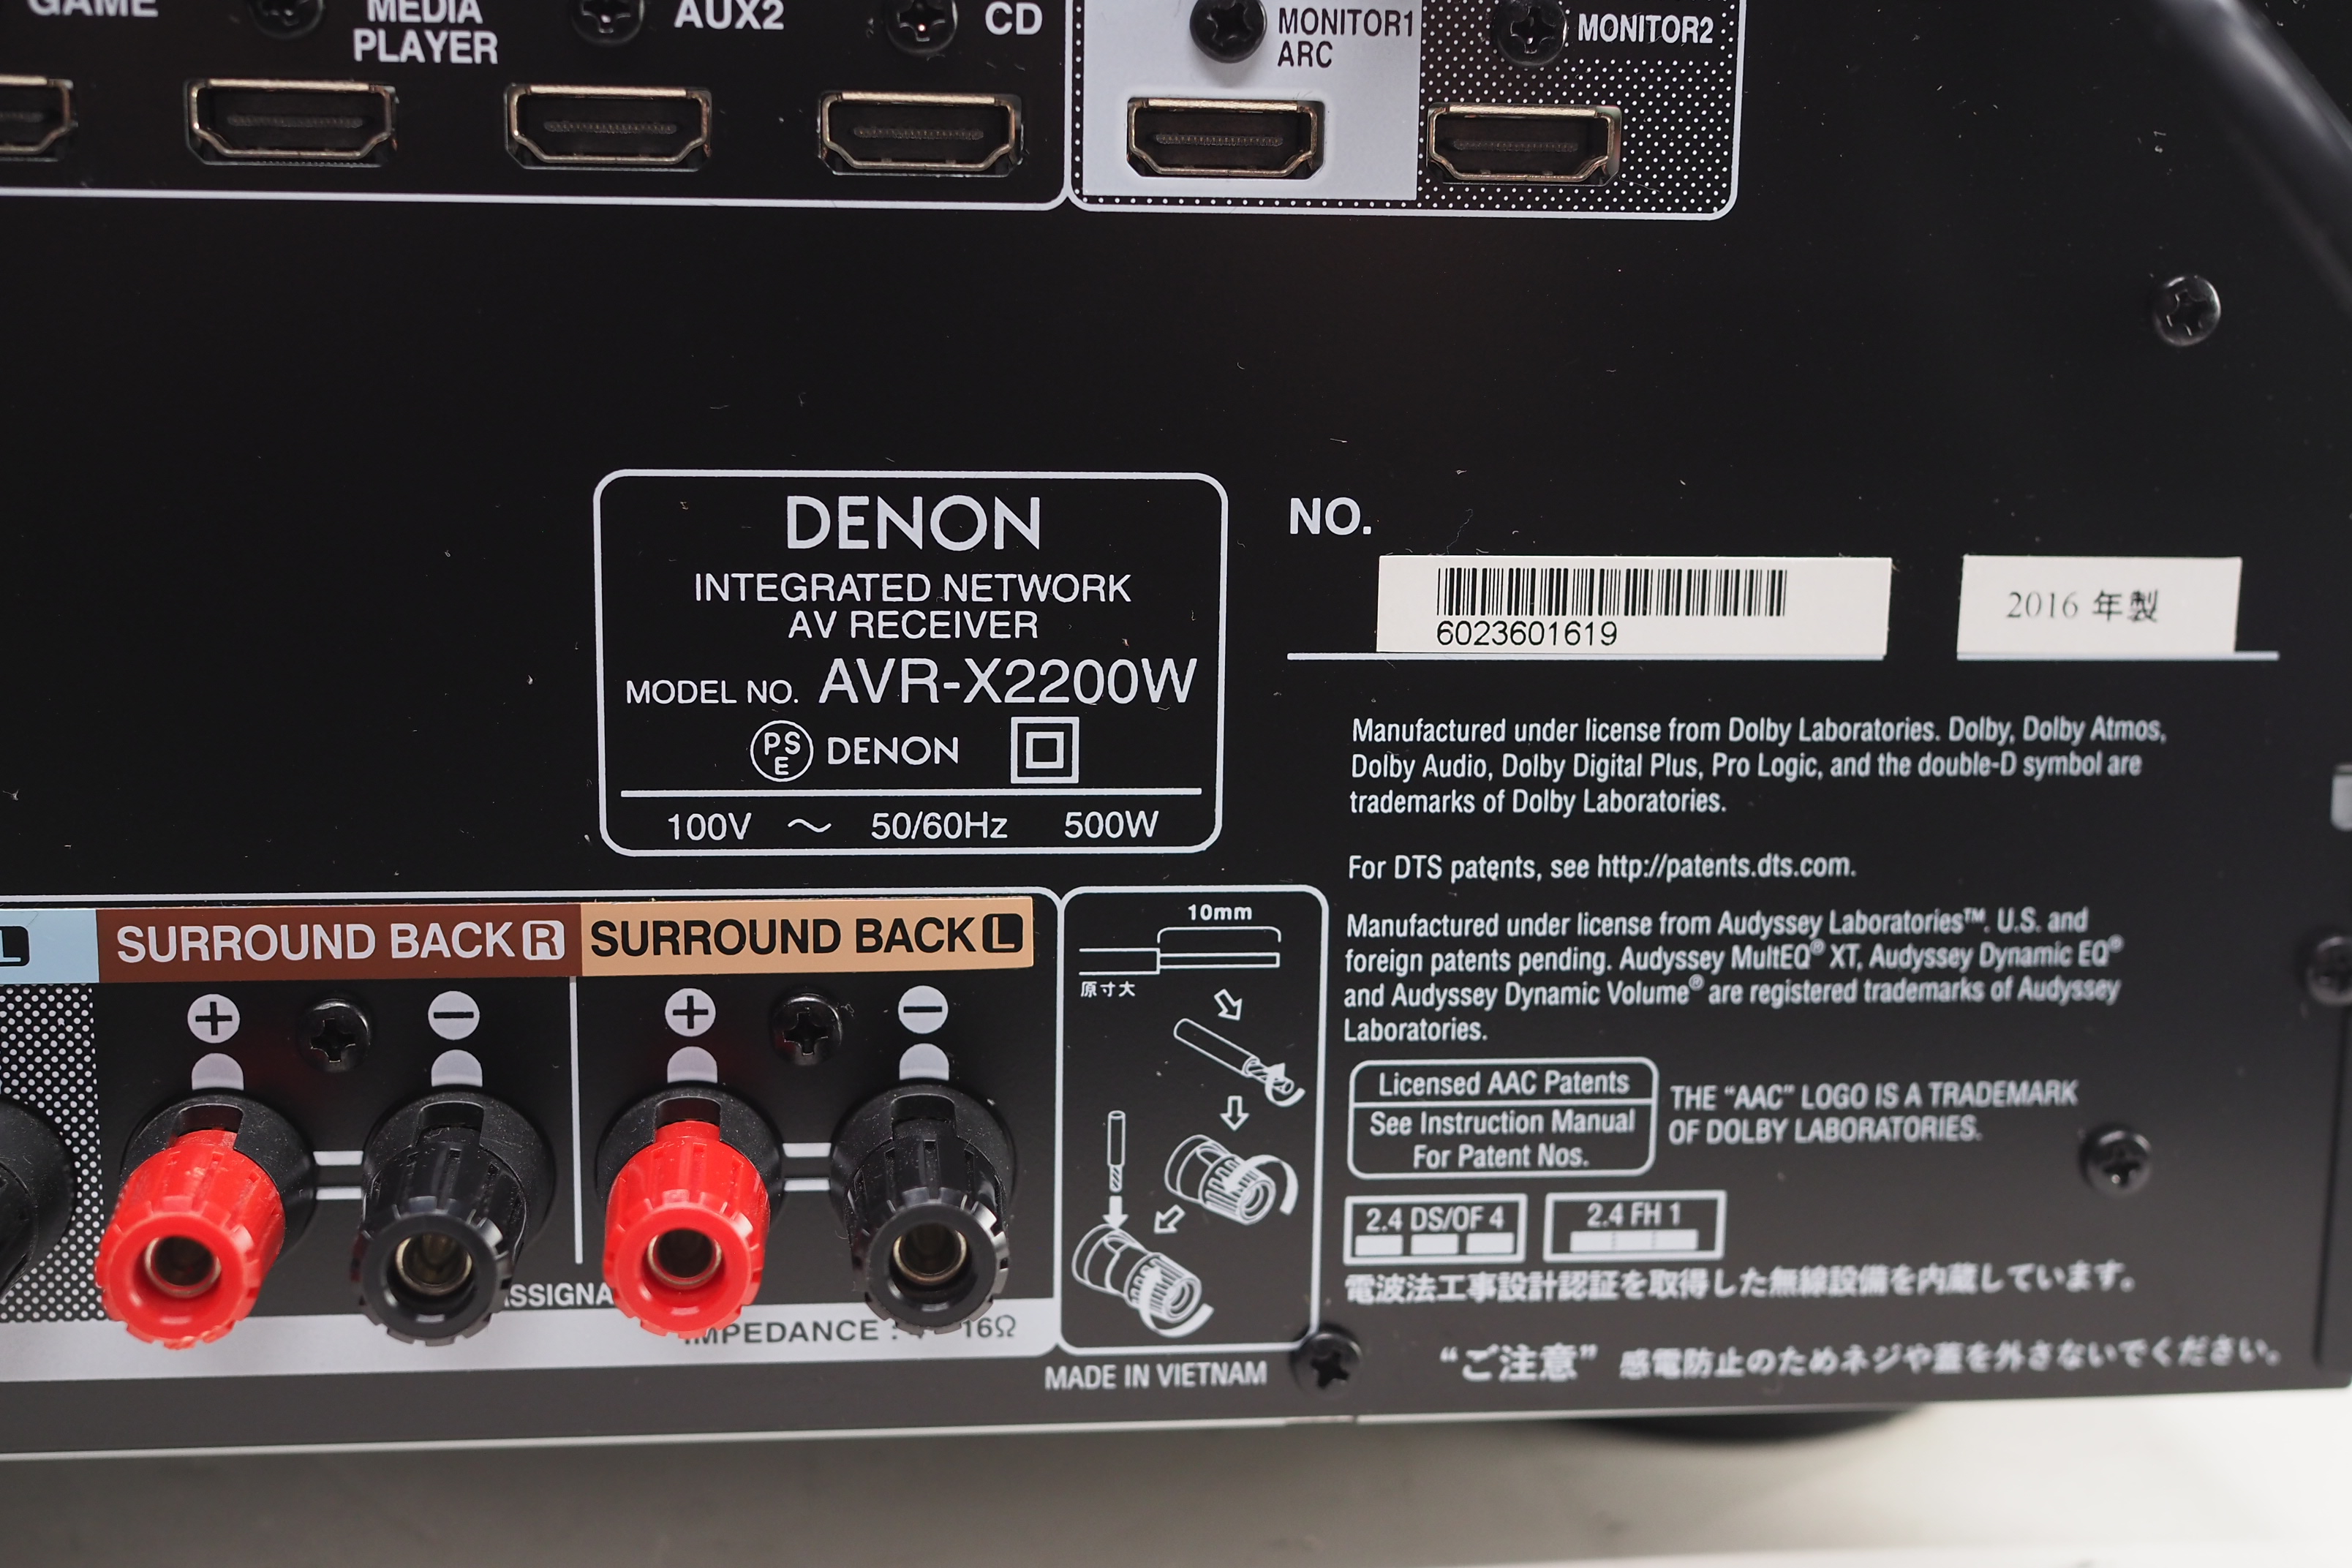 GAME
MEDIA
PLAYER
AUX2
CD
MONITOR1
ARC
MONITOR2
DENON
INTEGRATED NETWORK
AV RECEIVER
MODEL NO. AVR-X2200W
PSE DENON
100V ～ 50/60Hz 500W
NO.
6023601619
2016 年製
Manufactured under license from Dolby Laboratories. Dolby, Dolby Atmos,
Dolby Audio, Dolby Digital Plus, Pro Logic, and the double-D symbol are
trademarks of Dolby Laboratories.
For DTS patents, see http://patents.dts.com.
Manufactured under license from Audyssey Laboratories™. U.S. and
foreign patents pending. Audyssey MultEQ® XT, Audyssey Dynamic EQ®
and Audyssey Dynamic Volume® are registered trademarks of Audyssey
Laboratories.
Licensed AAC Patents
See Instruction Manual
For Patent Nos.
THE “AAC” LOGO IS A TRADEMARK
OF DOLBY LABORATORIES.
2.4 DS/OF 4
2.4 FH 1
電波法工事設計認証を取得した無線設備を内蔵しています。
“ご注意” 感電防止のためネジや蓋を外さないでください。
L
SURROUND BACK R
SURROUND BACK L
+ − + −
10mm
原寸大
IMPEDANCE : 16Ω
MADE IN VIETNAM